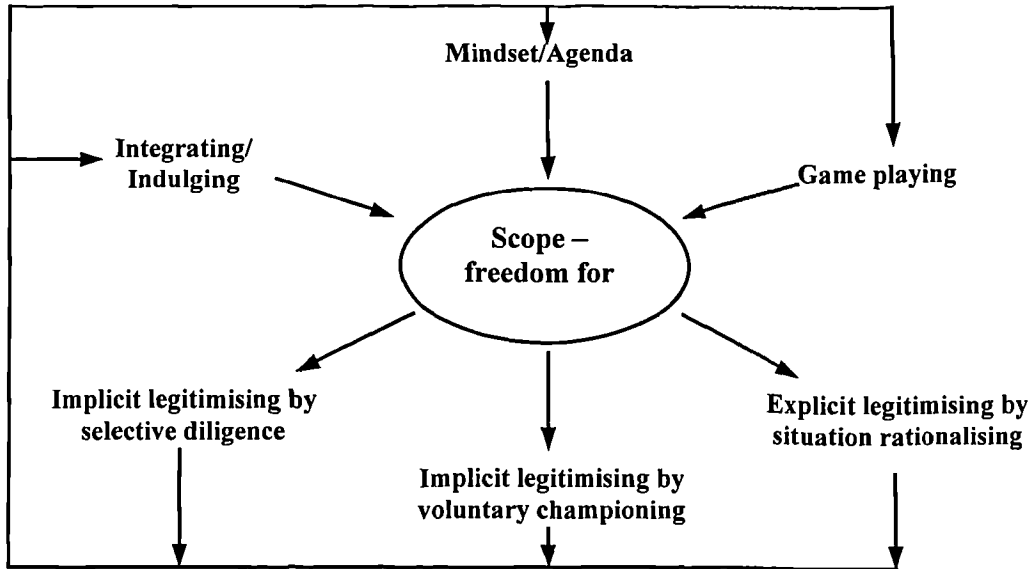 Mindset/Agenda
Integrating/
Indulging
Game playing
Scope –
freedom for
Implicit legitimising by
selective diligence
Explicit legitimising by
situation rationalising
Implicit legitimising by
voluntary championing